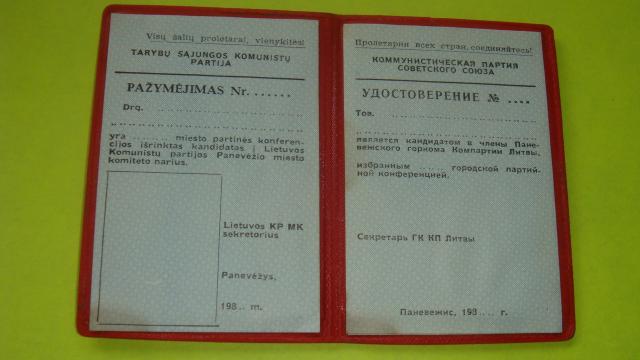 Visų šalių proletarai, vienykitės!
TARYBŲ SĄJUNGOS KOMUNISTŲ
PARTIJA
PAŽYMĖJIMAS Nr. ......
Drg. ....................
....................
yra ...... miesto partinės konferen-
cijos išrinktas kandidatas į Lietuvos
Komunistų partijos Panevėžio miesto
komiteto narius.
Lietuvos KP MK
sekretorius
Panevėžys,
198... m.
Пролетарии всех стран, соединяйтесь!
КОММУНИСТИЧЕСКАЯ ПАРТИЯ
СОВЕТСКОГО СОЮЗА
УДОСТОВЕРЕНИЕ № ....
Тов. ....................
....................
является кандидатом в члены Пане-
вежского горкома Компартии Литвы,
избранным городской партий-
ной конференцией.
Секретарь ГК КП Литвы
Паневежис, 198.... г.